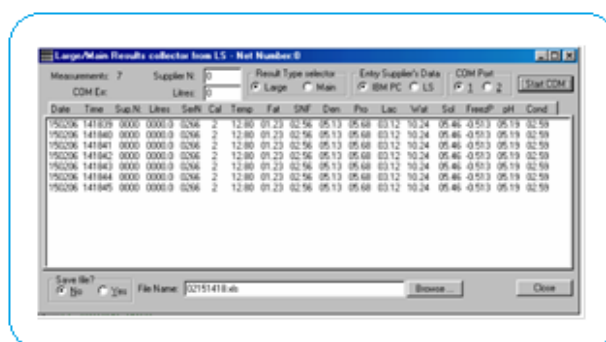 Large/Main Results collector from LS - Net Number:0
Measurements: 7 Supplier N: 0 Result Type selector Entry Supplier's Data COM Port
COM Er: Litres: 0 Large Main IBM PC LS 1 2 Start COM
Date Time Sup.N Litres SerN Cal Temp Fat SNF Den Pro Lac Wat Sol FreezP pH Cond
150206 141839 0000 0000.0 0266 2 12.80 01.23 02.56 05.13 05.68 03.12 10.24 05.46 -0.513 05.19 02.59
150206 141840 0000 0000.0 0266 2 12.80 01.23 02.56 05.13 05.68 03.12 10.24 05.46 -0.513 05.19 02.59
150206 141841 0000 0000.0 0266 2 12.80 01.23 02.56 05.13 05.68 03.12 10.24 05.46 -0.513 05.19 02.59
150206 141842 0000 0000.0 0266 2 12.80 01.23 02.56 05.13 05.68 03.12 10.24 05.46 -0.513 05.19 02.59
150206 141843 0000 0000.0 0266 2 12.80 01.23 02.56 05.13 05.68 03.12 10.24 05.46 -0.513 05.19 02.59
150206 141844 0000 0000.0 0266 2 12.80 01.23 02.56 05.13 05.68 03.12 10.24 05.46 -0.513 05.19 02.59
150206 141845 0000 0000.0 0266 2 12.80 01.23 02.56 05.13 05.68 03.12 10.24 05.46 -0.513 05.19 02.59
Save file?
No Yes File Name: 02151418.xls Browse ... Close